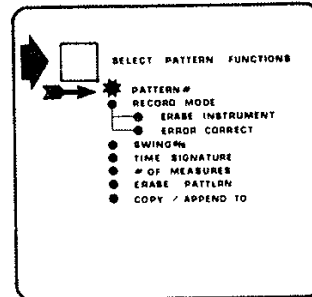 SELECT PATTERN FUNCTIONS
PATTERN #
RECORD MODE
ERASE INSTRUMENT
ERROR CORRECT
SWING %
TIME SIGNATURE
# OF MEASURES
ERASE PATTERN
COPY / APPEND TO